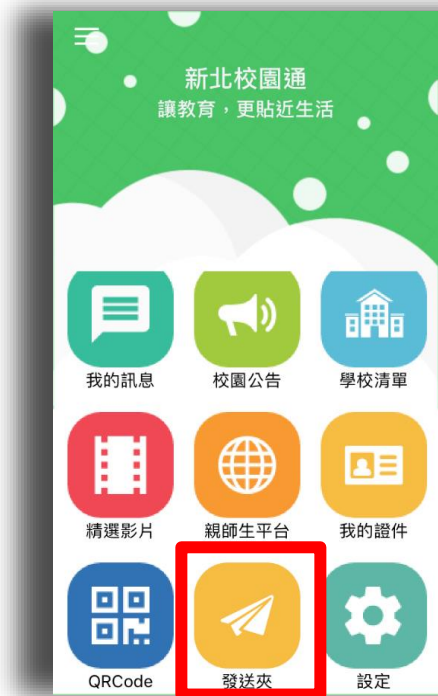 新北校園通
讓教育，更貼近生活
我的訊息
校園公告
學校清單
精選影片
親師生平台
我的證件
QRCode
發送夾
設定